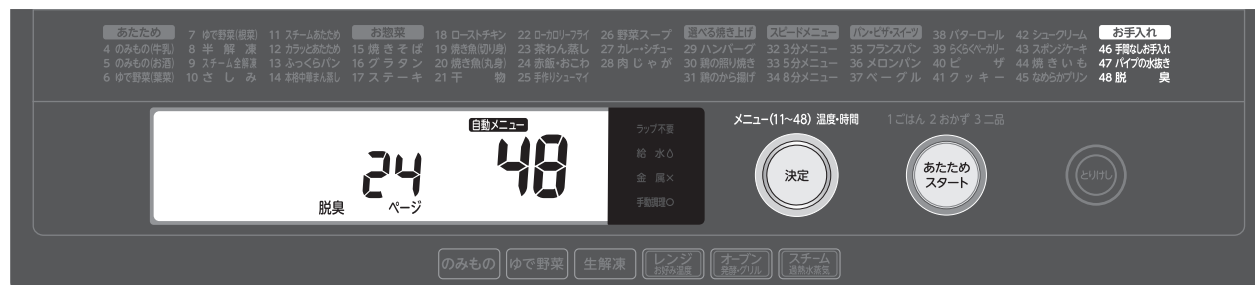 あたため 7 ゆで野菜(根菜) 11 スチームあたため お惣菜 18 ローストチキン 22 ローカロリーフライ 26 野菜スープ 選べる焼き上げ スピードメニュー パン・ピザ・スイーツ 38 バターロール 42 シュークリーム お手入れ
4 のみもの(牛乳) 8 半解凍 12 カラッとあたため 15 焼きそば 19 焼き魚(切り身) 23 茶わん蒸し 27 カレー・シチュー 29 ハンバーグ 32 3分メニュー 35 フランスパン 39 らくらくベーカリー 43 スポンジケーキ 46 手間なしお手入れ
5 のみもの(お酒) 9 スチーム全解凍 13 ふっくらパン 16 グラタン 20 焼き魚(丸身) 24 赤飯・おこわ 28 肉じゃが 30 鶏の照り焼き 33 5分メニュー 36 メロンパン 40 ピザ 44 焼きいも 47 パイプの水抜き
6 ゆで野菜(葉菜) 10 さしみ 14 本格中華まん蒸し 17 ステーキ 21 干物 25 手作りシューマイ 31 鶏のから揚げ 34 8分メニュー 37 ベーグル 41 クッキー 45 なめらかプリン 48 脱臭
自動メニュー
24 48
脱臭 ページ
ラップ不要
給水
金属×
手動調理○
メニュー(11~48) 温度・時間
決定
1 ごはん 2 おかず 3 二品
あたため
スタート
とりけし
のみもの ゆで野菜 生解凍 レンジ オーブン スチーム
お好み温度 発酵・グリル 過熱水蒸気